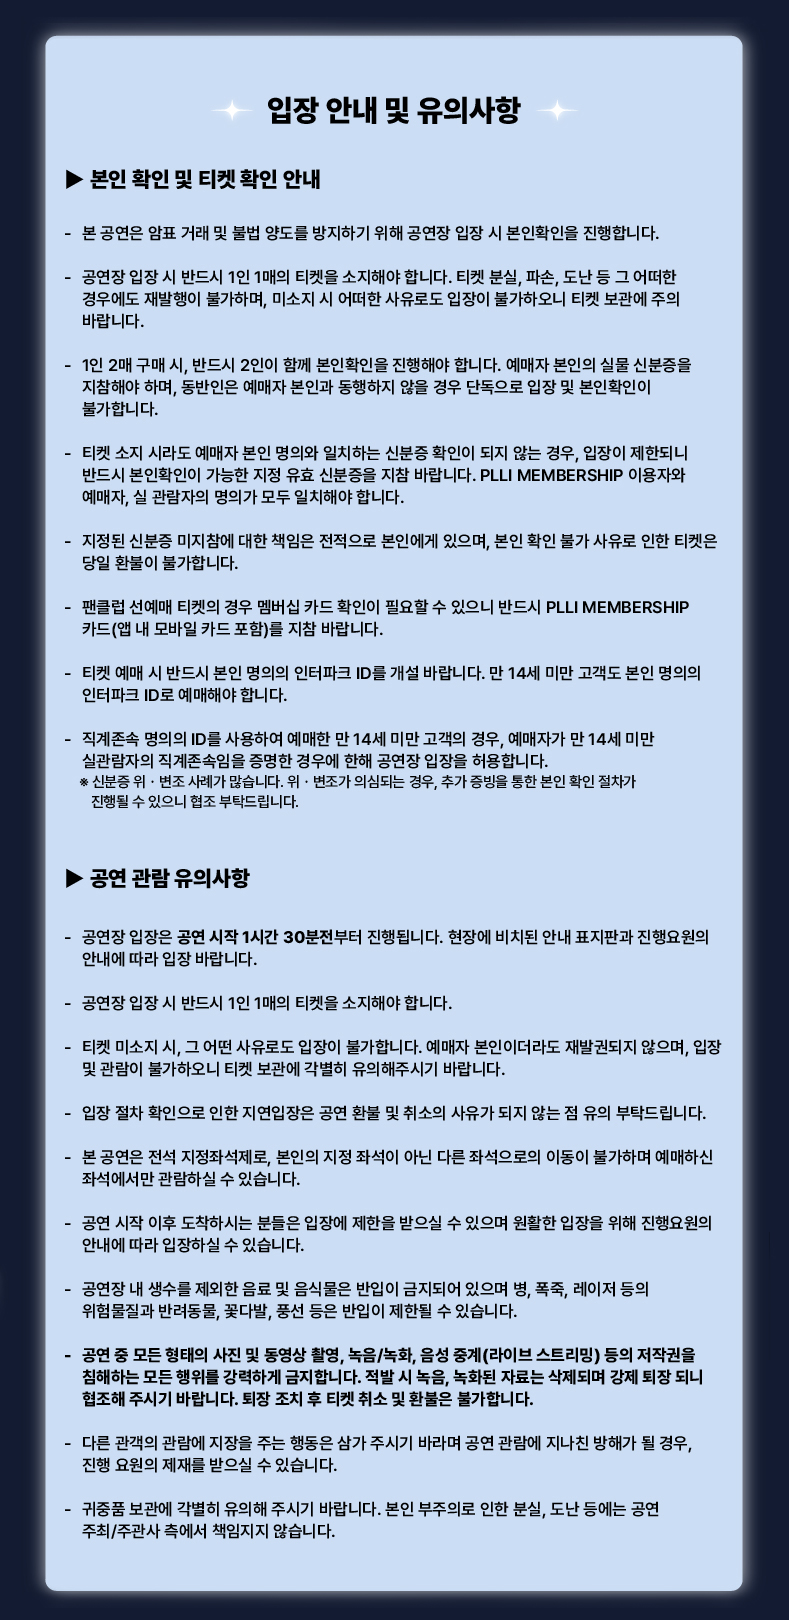 입장 안내 및 유의사항
▶ 본인 확인 및 티켓 확인 안내
- 본 공연은 암표 거래 및 불법 양도를 방지하기 위해 공연장 입장 시 본인확인을 진행합니다.
- 공연장 입장 시 반드시 1인 1매의 티켓을 소지해야 합니다. 티켓 분실, 파손, 도난 등 그 어떠한
경우에도 재발행이 불가하며, 미소지 시 어떠한 사유로도 입장이 불가하오니 티켓 보관에 주의
바랍니다.
- 1인 2매 구매 시, 반드시 2인이 함께 본인확인을 진행해야 합니다. 예매자 본인의 실물 신분증을
지참해야 하며, 동반인은 예매자 본인과 동행하지 않을 경우 단독으로 입장 및 본인확인이
불가합니다.
- 티켓 소지 시라도 예매자 본인 명의와 일치하는 신분증 확인이 되지 않는 경우, 입장이 제한되니
반드시 본인확인이 가능한 지정 유효 신분증을 지참 바랍니다. PLLI MEMBERSHIP 이용자와
예매자, 실 관람자의 명의가 모두 일치해야 합니다.
- 지정된 신분증 미지참에 대한 책임은 전적으로 본인에게 있으며, 본인 확인 불가 사유로 인한 티켓은
당일 환불이 불가합니다.
- 팬클럽 선예매 티켓의 경우 멤버십 카드 확인이 필요할 수 있으니 반드시 PLLI MEMBERSHIP
카드(앱 내 모바일 카드 포함)를 지참 바랍니다.
- 티켓 예매 시 반드시 본인 명의의 인터파크 ID를 개설 바랍니다. 만 14세 미만 고객도 본인 명의의
인터파크 ID로 예매해야 합니다.
- 직계존속 명의의 ID를 사용하여 예매한 만 14세 미만 고객의 경우, 예매자가 만 14세 미만
실관람자의 직계존속임을 증명한 경우에 한해 공연장 입장을 허용합니다.
※ 신분증 위 · 변조 사례가 많습니다. 위 · 변조가 의심되는 경우, 추가 증빙을 통한 본인 확인 절차가
진행될 수 있으니 협조 부탁드립니다.
▶ 공연 관람 유의사항
- 공연장 입장은 공연 시작 1시간 30분전부터 진행됩니다. 현장에 비치된 안내 표지판과 진행요원의
안내에 따라 입장 바랍니다.
- 공연장 입장 시 반드시 1인 1매의 티켓을 소지해야 합니다.
- 티켓 미소지 시, 그 어떤 사유로도 입장이 불가합니다. 예매자 본인이더라도 재발권되지 않으며, 입장
및 관람이 불가하오니 티켓 보관에 각별히 유의해주시기 바랍니다.
- 입장 절차 확인으로 인한 지연입장은 공연 환불 및 취소의 사유가 되지 않는 점 유의 부탁드립니다.
- 본 공연은 전석 지정좌석제로, 본인의 지정 좌석이 아닌 다른 좌석으로의 이동이 불가하며 예매하신
좌석에서만 관람하실 수 있습니다.
- 공연 시작 이후 도착하시는 분들은 입장에 제한을 받으실 수 있으며 원활한 입장을 위해 진행요원의
안내에 따라 입장하실 수 있습니다.
- 공연장 내 생수를 제외한 음료 및 음식물은 반입이 금지되어 있으며 병, 폭죽, 레이저 등의
위험물질과 반려동물, 꽃다발, 풍선 등은 반입이 제한될 수 있습니다.
- 공연 중 모든 형태의 사진 및 동영상 촬영, 녹음/녹화, 음성 중계(라이브 스트리밍) 등의 저작권을
침해하는 모든 행위를 강력하게 금지합니다. 적발 시 녹음, 녹화된 자료는 삭제되며 강제 퇴장 되니
협조해 주시기 바랍니다. 퇴장 조치 후 티켓 취소 및 환불은 불가합니다.
- 다른 관객의 관람에 지장을 주는 행동은 삼가 주시기 바라며 공연 관람에 지나친 방해가 될 경우,
진행 요원의 제재를 받으실 수 있습니다.
- 귀중품 보관에 각별히 유의해 주시기 바랍니다. 본인 부주의로 인한 분실, 도난 등에는 공연
주최/주관사 측에서 책임지지 않습니다.